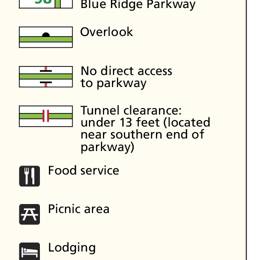 Blue Ridge Parkway
Overlook
No direct access
to parkway
Tunnel clearance:
under 13 feet (located
near southern end of
parkway)
Food service
Picnic area
Lodging